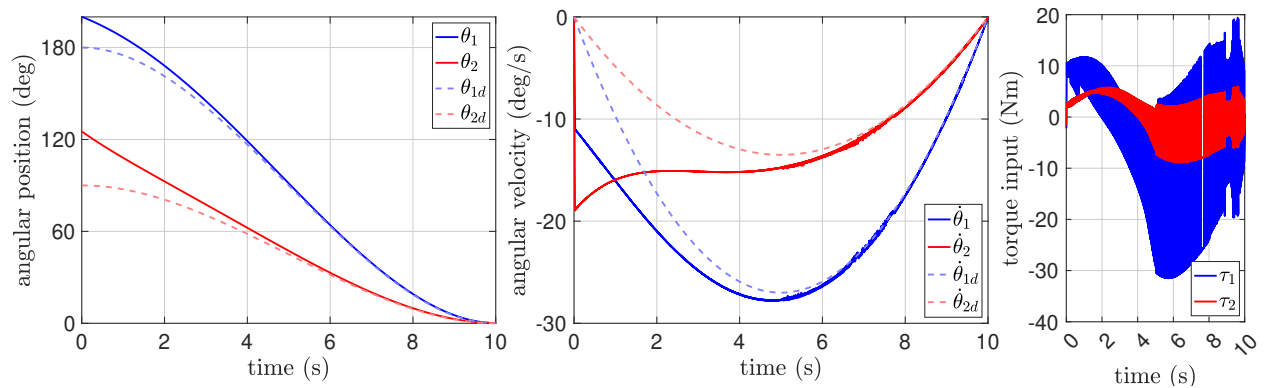 angular position (deg)
180
120
60
0
0 2 4 6 8 10
time (s)
θ₁
θ₂
θ₁d
θ₂d
angular velocity (deg/s)
0
-10
-20
-30
0 2 4 6 8 10
time (s)
θ̇₁
θ̇₂
θ̇₁d
θ̇₂d
torque input (Nm)
20
10
0
-10
-20
-30
-40
0 2 4 6 8 10
time (s)
τ₁
τ₂